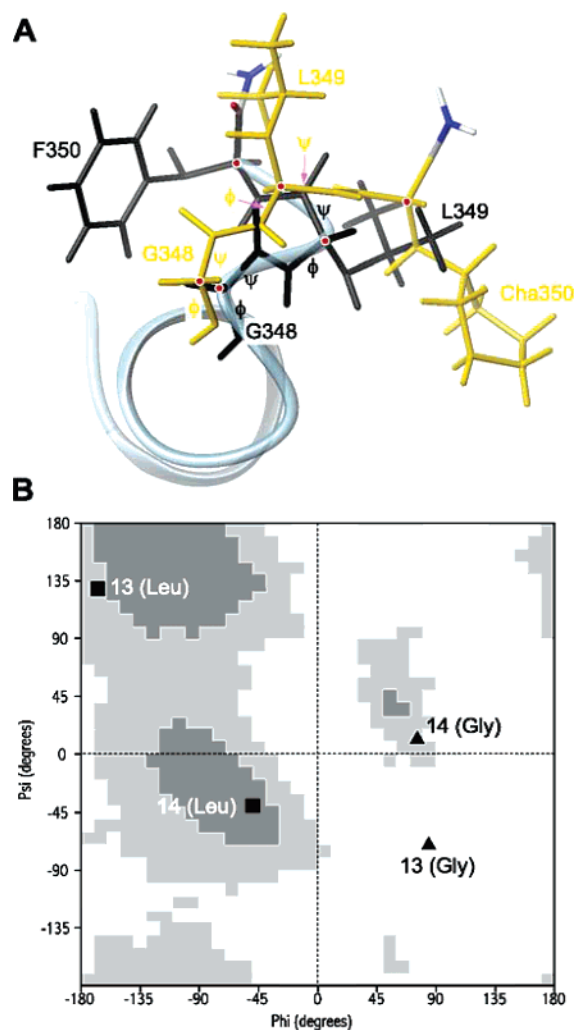 A
L349
F350
ψ
ψ
L349
ϕ
G348
ψ
ψ
ϕ
Cha350
ϕ
ϕ
G348
B
180
135
90
45
0
-45
-90
-135
Psi (degrees)
13 (Leu)
14 (Gly)
14 (Leu)
13 (Gly)
-180
-135
-90
-45
0
45
90
135
180
Phi (degrees)